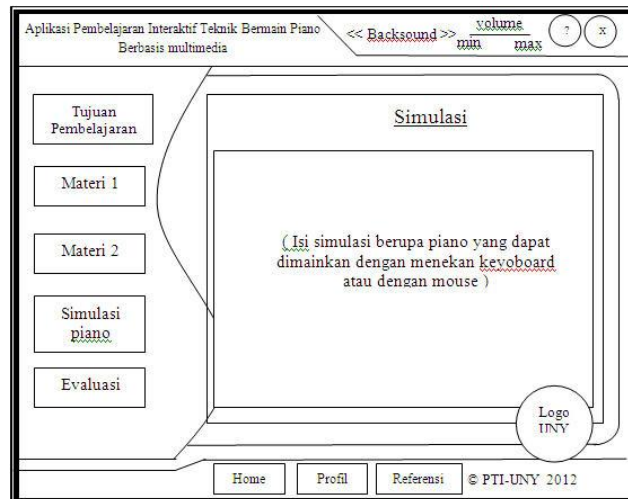 Aplikasi Pembelajaran Interaktif Teknik Bermain Piano
Berbasis multimedia
<< Backsound >>
volume
min max
?
X
Tujuan
Pembelajaran
Materi 1
Materi 2
Simulasi
piano
Evaluasi
Simulasi
( Isi simulasi berupa piano yang dapat
dimainkan dengan menekan keyoboard
atau dengan mouse )
Logo
UNY
Home
Profil
Referensi
© PTI-UNY 2012